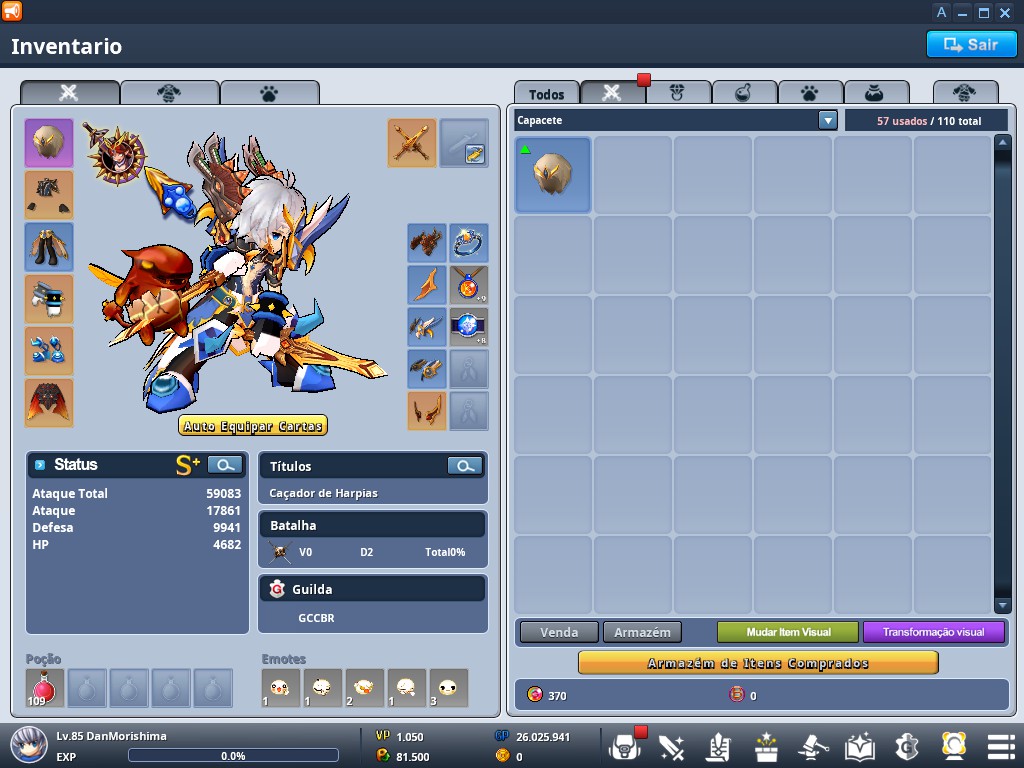 A
Inventario
Sair
Todos
Capacete
57 usados / 110 total
+9
+8
Auto Equipar Cartas
Status S+
Ataque Total 59083
Ataque 17861
Defesa 9941
HP 4682
Títulos
Caçador de Harpias
Batalha
V0 D2 Total0%
G Guilda
GCCBR
Venda
Armazém
Mudar Item Visual
Transformação visual
Armazém de Itens Comprados
370
0
Poção
109
Emotes
1 1 2 1 3
Lv.85 DanMorishima
EXP 0.0%
VP 1.050
GP 26.025.941
81.500
0